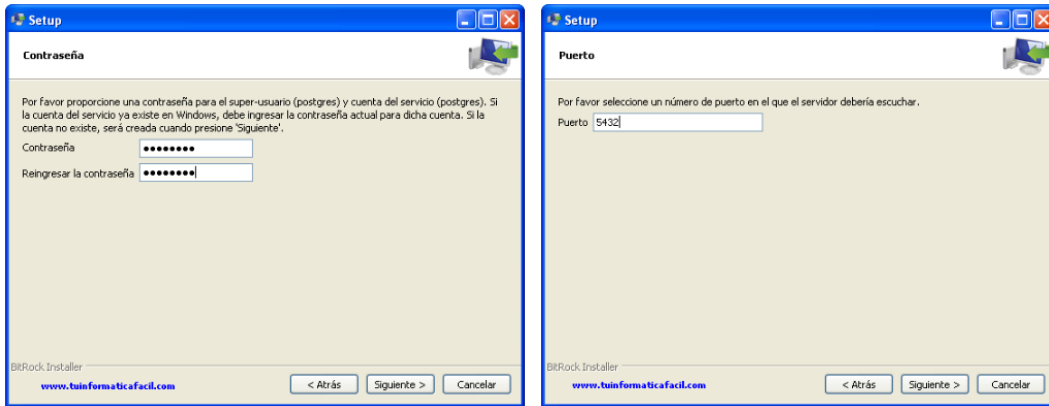 Setup
Contraseña
Por favor proporcione una contraseña para el super-usuario (postgres) y cuenta del servicio (postgres). Si
la cuenta del servicio ya existe en Windows, debe ingresar la contraseña actual para dicha cuenta. Si la
cuenta no existe, será creada cuando presione 'Siguiente'.
Contraseña ●●●●●●●●
Reingresar la contraseña ●●●●●●●●
BitRock Installer
www.tuinformaticafacil.com
< Atrás Siguiente > Cancelar
Setup
Puerto
Por favor seleccione un número de puerto en el que el servidor debería escuchar.
Puerto 5432
BitRock Installer
www.tuinformaticafacil.com
< Atrás Siguiente > Cancelar